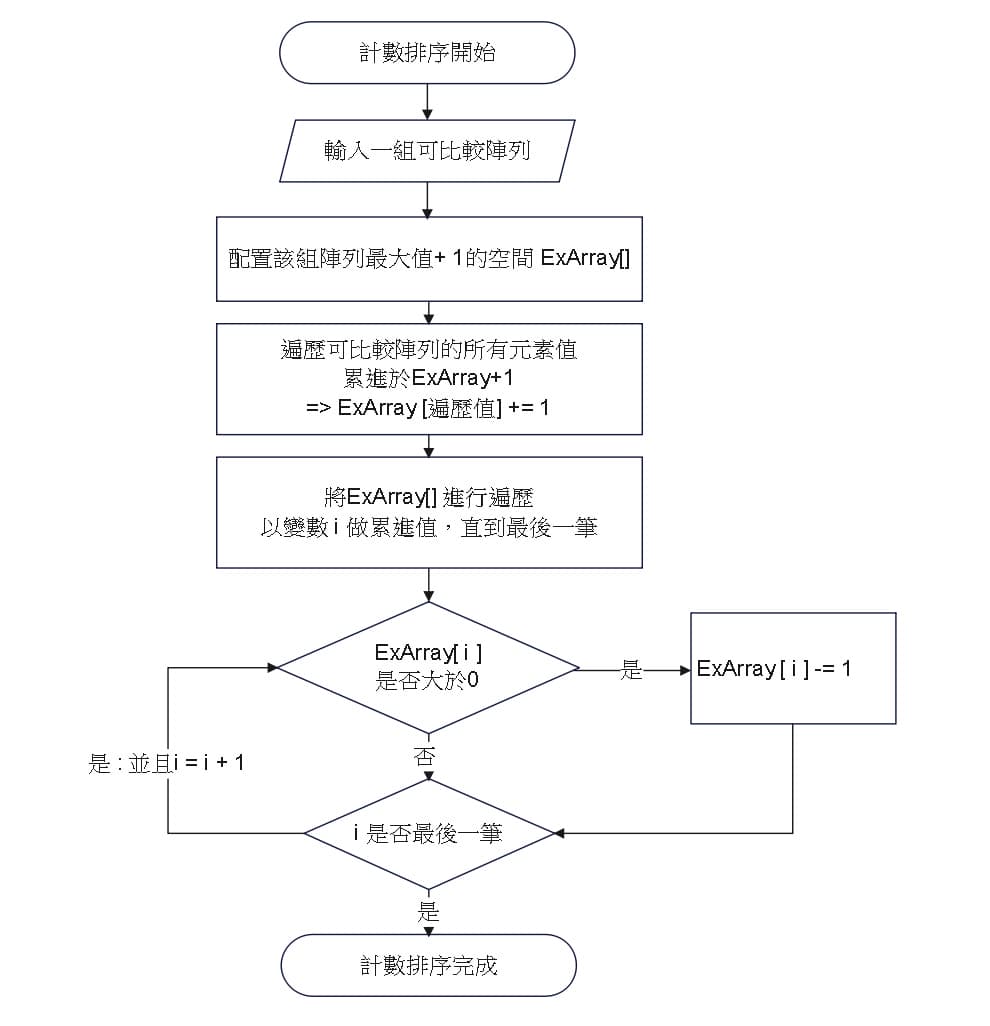 計數排序開始
輸入一組可比較陣列
配置該組陣列最大值+ 1的空間 ExArray[]
遍歷可比較陣列的所有元素值
累進於ExArray+1
=> ExArray [遍歷值] += 1
將ExArray[] 進行遍歷
以變數 i 做累進值，直到最後一筆
ExArray[ i ]
是否大於0
是
ExArray [ i ] -= 1
否
是 : 並且i = i + 1
i 是否最後一筆
是
計數排序完成